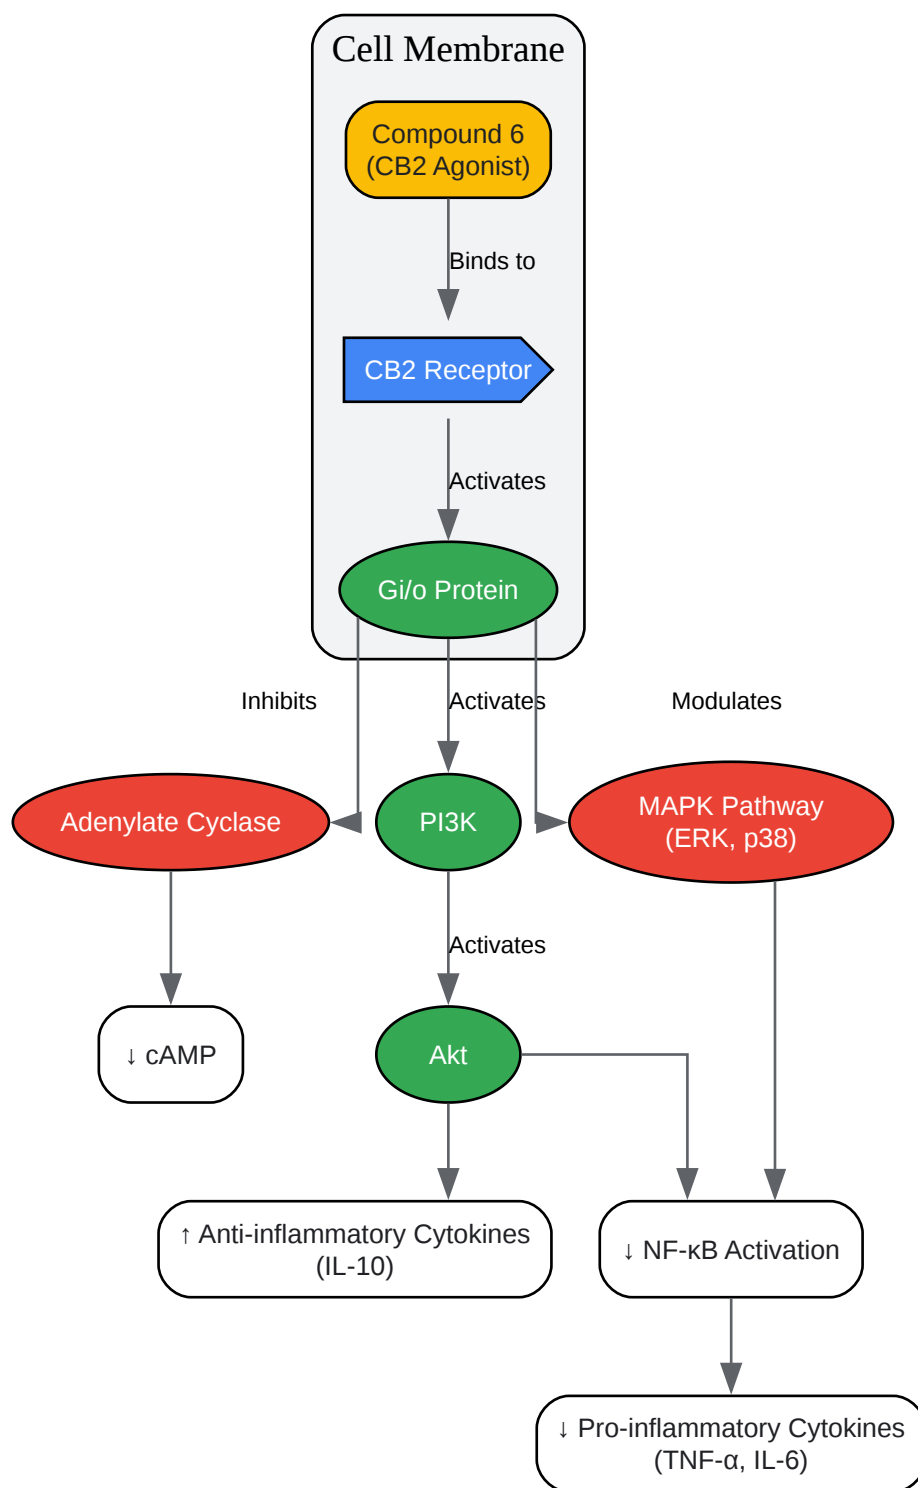 Cell Membrane
Compound 6
(CB2 Agonist)
Binds to
CB2 Receptor
Activates
Gi/o Protein
Inhibits
Activates
Modulates
Adenylate Cyclase
PI3K
MAPK Pathway
(ERK, p38)
Activates
↓ cAMP
Akt
↑ Anti-inflammatory Cytokines
(IL-10)
↓ NF-κB Activation
↓ Pro-inflammatory Cytokines
(TNF-α, IL-6)